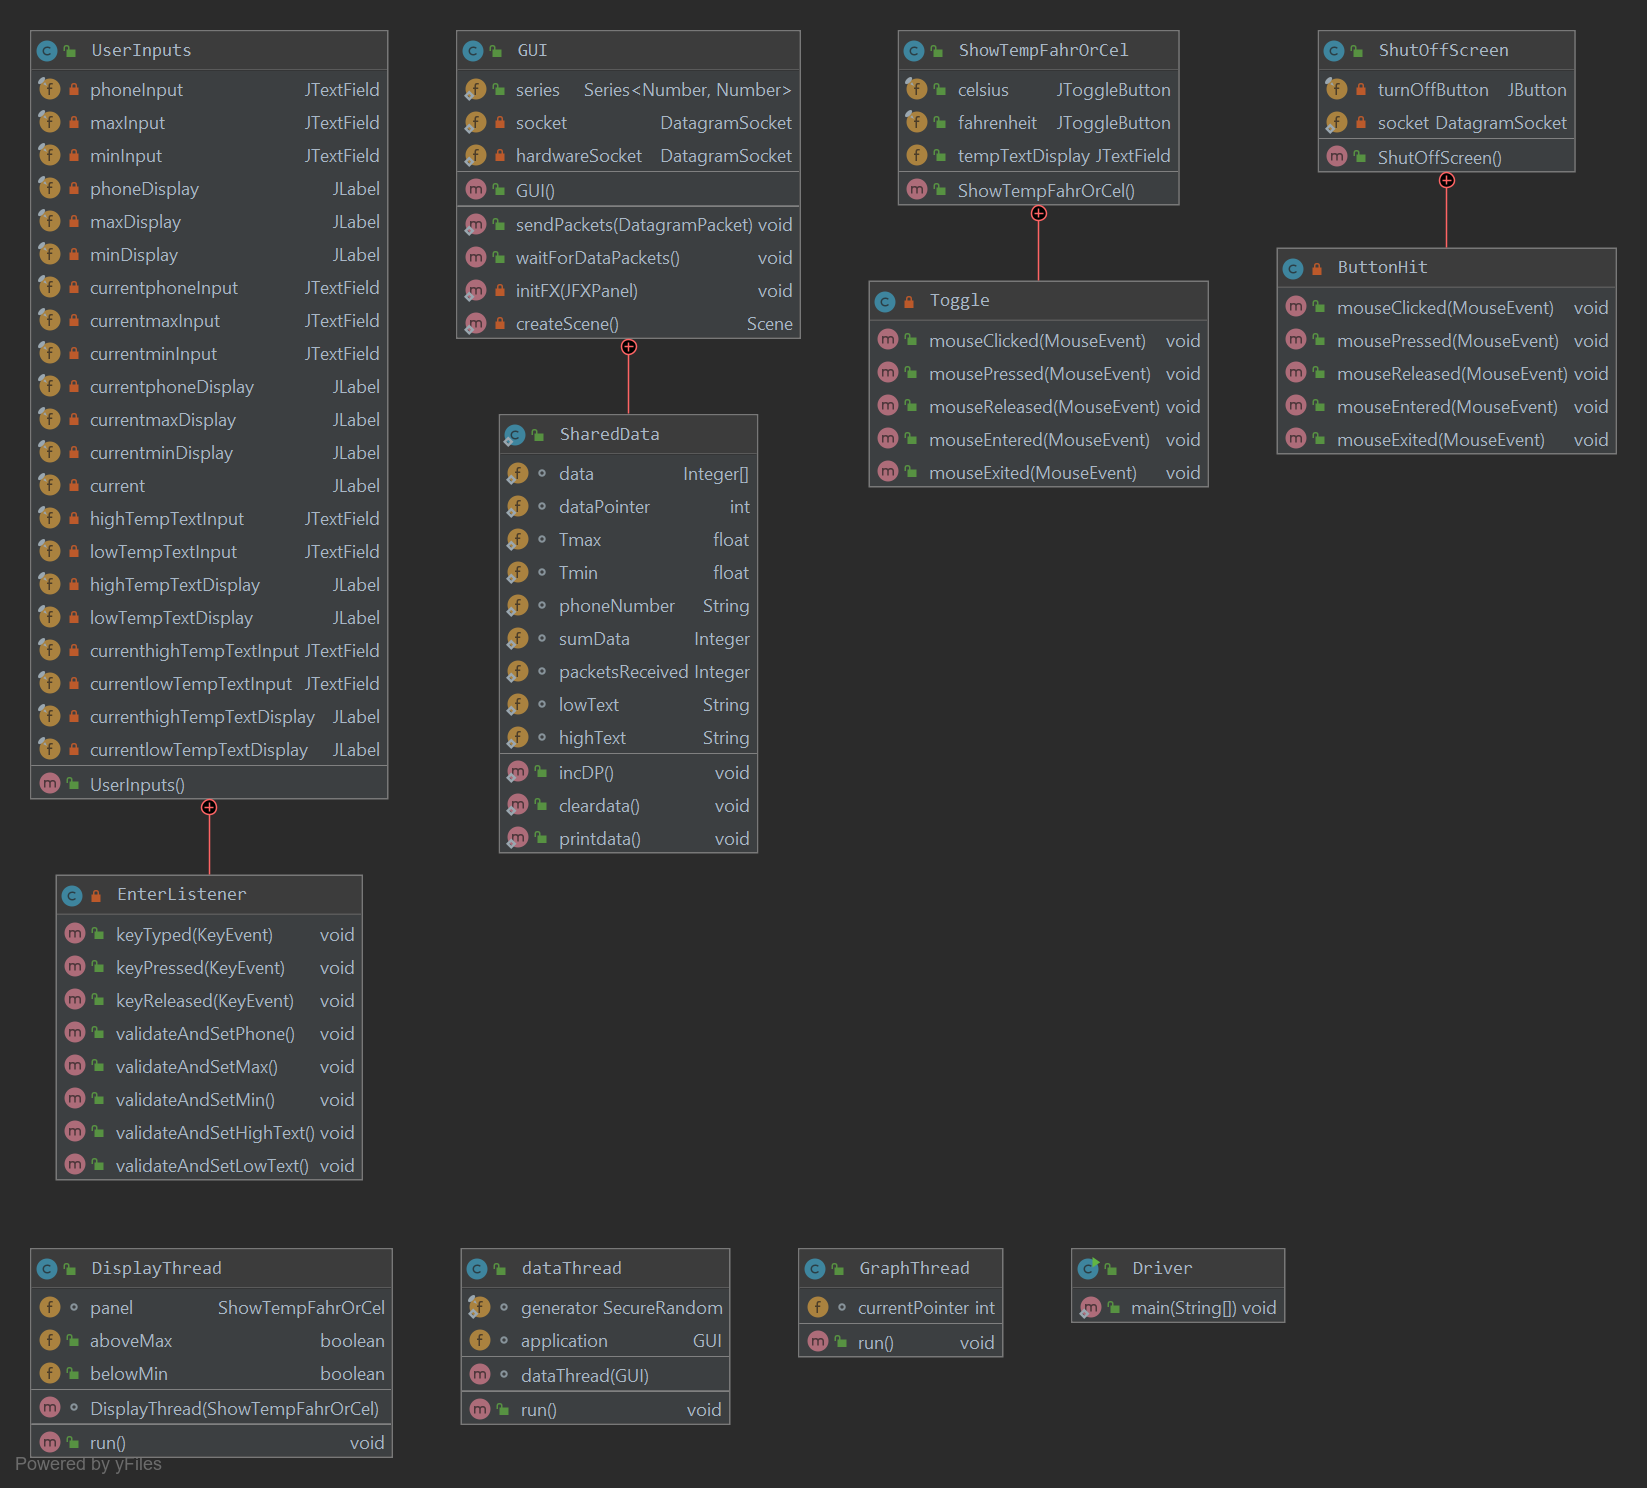 UserInputs
phoneInput JTextField
maxInput JTextField
minInput JTextField
phoneDisplay JLabel
maxDisplay JLabel
minDisplay JLabel
currentphoneInput JTextField
currentmaxInput JTextField
currentminInput JTextField
currentphoneDisplay JLabel
currentmaxDisplay JLabel
currentminDisplay JLabel
current JLabel
highTempTextInput JTextField
lowTempTextInput JTextField
highTempTextDisplay JLabel
lowTempTextDisplay JLabel
currenthighTempTextInput JTextField
currentlowTempTextInput JTextField
currenthighTempTextDisplay JLabel
currentlowTempTextDisplay JLabel
UserInputs()
GUI
series Series<Number, Number>
socket DatagramSocket
hardwareSocket DatagramSocket
GUI()
sendPackets(DatagramPacket) void
waitForDataPackets() void
initFX(JFXPanel) void
createScene() Scene
ShowTempFahrOrCel
celsius JToggleButton
fahrenheit JToggleButton
tempTextDisplay JTextField
ShowTempFahrOrCel()
ShutOffScreen
turnOffButton JButton
socket DatagramSocket
ShutOffScreen()
Toggle
mouseClicked(MouseEvent) void
mousePressed(MouseEvent) void
mouseReleased(MouseEvent) void
mouseEntered(MouseEvent) void
mouseExited(MouseEvent) void
ButtonHit
mouseClicked(MouseEvent) void
mousePressed(MouseEvent) void
mouseReleased(MouseEvent) void
mouseEntered(MouseEvent) void
mouseExited(MouseEvent) void
SharedData
data Integer[]
dataPointer int
Tmax float
Tmin float
phoneNumber String
sumData Integer
packetsReceived Integer
lowText String
highText String
incDP() void
cleardata() void
printdata() void
EnterListener
keyTyped(KeyEvent) void
keyPressed(KeyEvent) void
keyReleased(KeyEvent) void
validateAndSetPhone() void
validateAndSetMax() void
validateAndSetMin() void
validateAndSetHighText() void
validateAndSetLowText() void
DisplayThread
panel ShowTempFahrOrCel
aboveMax boolean
belowMin boolean
DisplayThread(ShowTempFahrOrCel)
run() void
dataThread
generator SecureRandom
application GUI
dataThread(GUI)
run() void
GraphThread
currentPointer int
run() void
Driver
main(String[]) void
Powered by yFiles